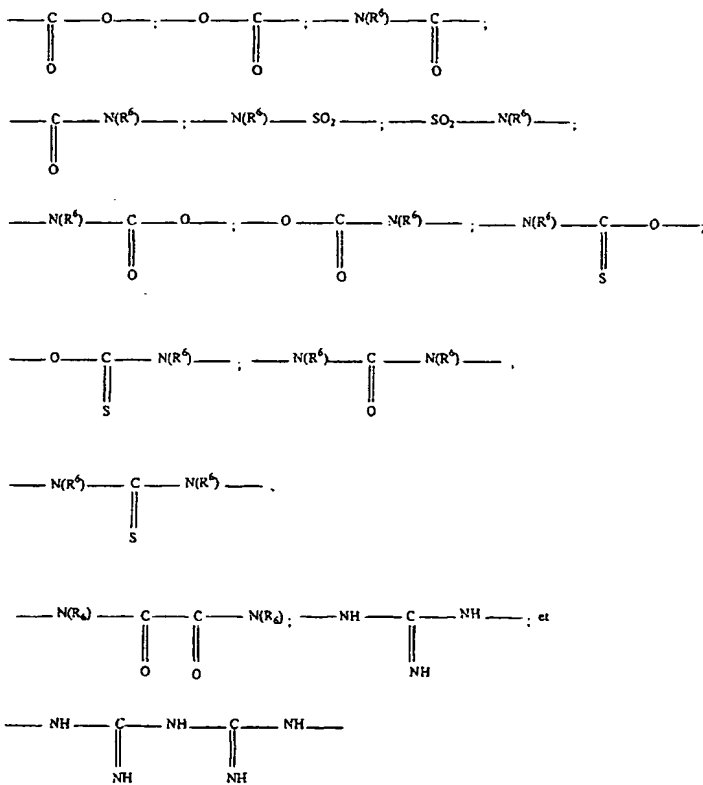 —C—O—; —O—C—; —N(R⁶)—C—;
O O O
—C—N(R⁶)—; —N(R⁶)—SO₂—; —SO₂—N(R⁶)—;
O
—N(R⁶)—C—O—; —O—C—N(R⁶)—; —N(R⁶)—C—O—;
O O S
—O—C—N(R⁶)—; —N(R⁶)—C—N(R⁶)—,
S O
—N(R⁶)—C—N(R⁶)—,
S
—N(R₆)—C—C—N(R₆); —NH—C—NH—; et
O O NH
—NH—C—NH—C—NH—
NH NH